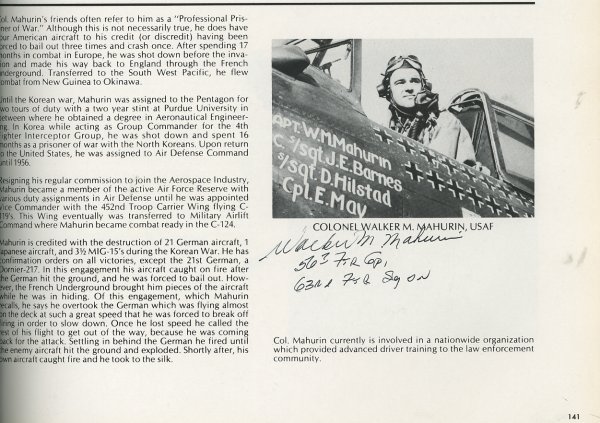 Col. Mahurin's friends often refer to him as a "Professional Pris-
ner of War." Although this is not necessarily true, he does have
our American aircraft to his credit (or discredit) having been
orced to bail out three times and crash once. After spending 17
months in combat in Europe, he was shot down before the inva-
ion and made his way back to England through the French
nderground. Transferred to the South West Pacific, he flew
ombat from New Guinea to Okinawa.
Until the Korean war, Mahurin was assigned to the Pentagon for
wo tours of duty with a two year stint at Purdue University in
etween where he obtained a degree in Aeronautical Engineer-
ng. In Korea while acting as Group Commander for the 4th
ighter Interceptor Group, he was shot down and spent 16
months as a prisoner of war with the North Koreans. Upon return
o the United States, he was assigned to Air Defense Command
ntil 1956.
Resigning his regular commission to join the Aerospace Industry,
Mahurin became a member of the active Air Force Reserve with
various duty assignments in Air Defense until he was appointed
Vice Commander with the 452nd Troop Carrier Wing flying C-
119's. This Wing eventually was transferred to Military Airlift
Command where Mahurin became combat ready in the C-124.
Mahurin is credited with the destruction of 21 German aircraft, 1
apanese aircraft, and 3½ MIG-15's during the Korean War. He has
onfirmation orders on all victories, except the 21st German, a
Dornier-217. In this engagement his aircraft caught on fire after
he German hit the ground, and he was forced to bail out. How-
ver, the French Underground brought him pieces of the aircraft
while he was in hiding. Of this engagement, which Mahurin
ecalls, he says he overtook the German which was flying almost
on the deck at such a great speed that he was forced to break off
iring in order to slow down. Once he lost speed he called the
est of his flight to get out of the way, because he was coming
back for the attack. Settling in behind the German he fired until
he enemy aircraft hit the ground and exploded. Shortly after, his
own aircraft caught fire and he took to the silk.
CAPT. W.M. MAHURIN
S/Sgt. J.E. Barnes
S/Sgt. D. Hilstad
Cpl. E. May
COLONEL WALKER M. MAHURIN, USAF
Walker M Mahurin
56th Ftr Gp,
63rd Ftr Sq on
Col. Mahurin currently is involved in a nationwide organization
which provided advanced driver training to the law enforcement
community.
141